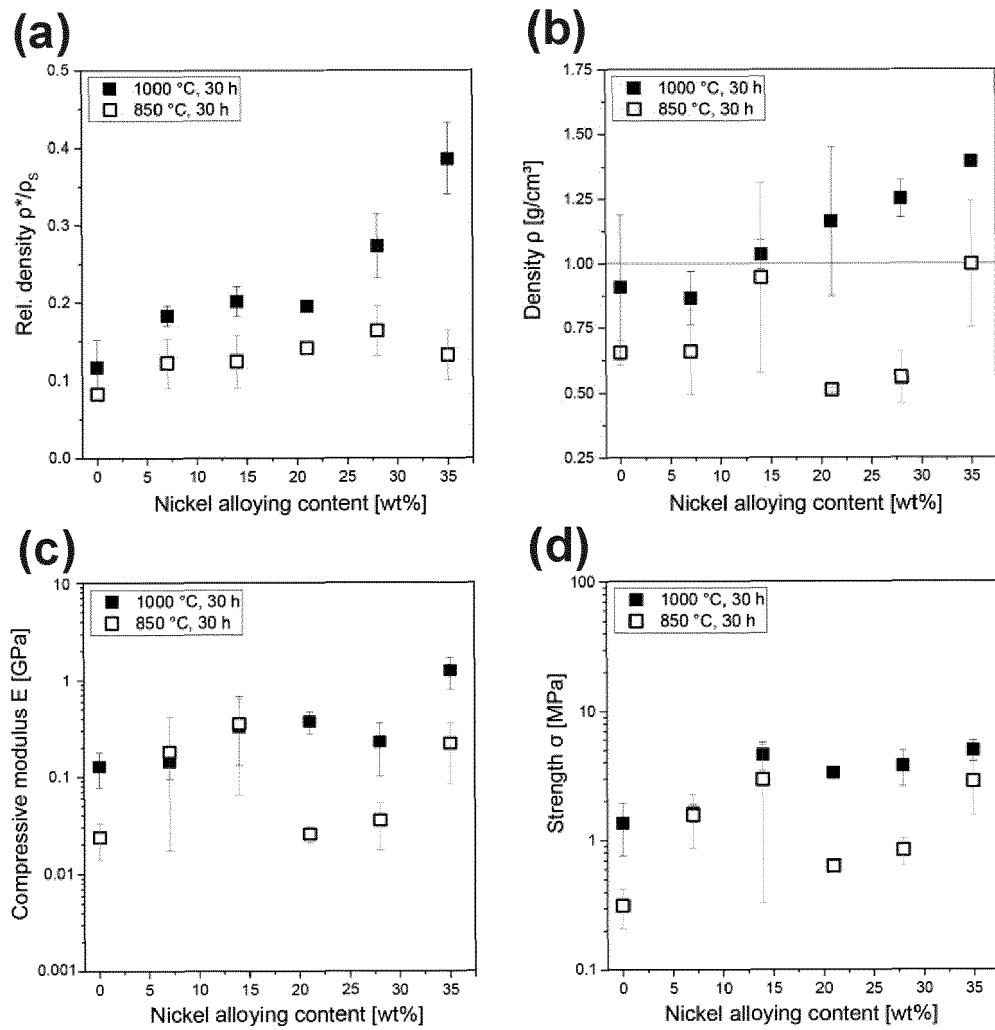 (a)
0.5
0.4
0.3
0.2
0.1
0.0
Rel. density ρ*/ρS
1000 °C, 30 h
850 °C, 30 h
0 5 10 15 20 25 30 35
Nickel alloying content [wt%]
(b)
1.75
1.50
1.25
1.00
0.75
0.50
0.25
Density ρ [g/cm³]
1000 °C, 30 h
850 °C, 30 h
0 5 10 15 20 25 30 35
Nickel alloying content [wt%]
(c)
10
1
0.1
0.01
0.001
Compressive modulus E [GPa]
1000 °C, 30 h
850 °C, 30 h
0 5 10 15 20 25 30 35
Nickel alloying content [wt%]
(d)
100
10
1
0.1
Strength σ [MPa]
1000 °C, 30 h
850 °C, 30 h
0 5 10 15 20 25 30 35
Nickel alloying content [wt%]